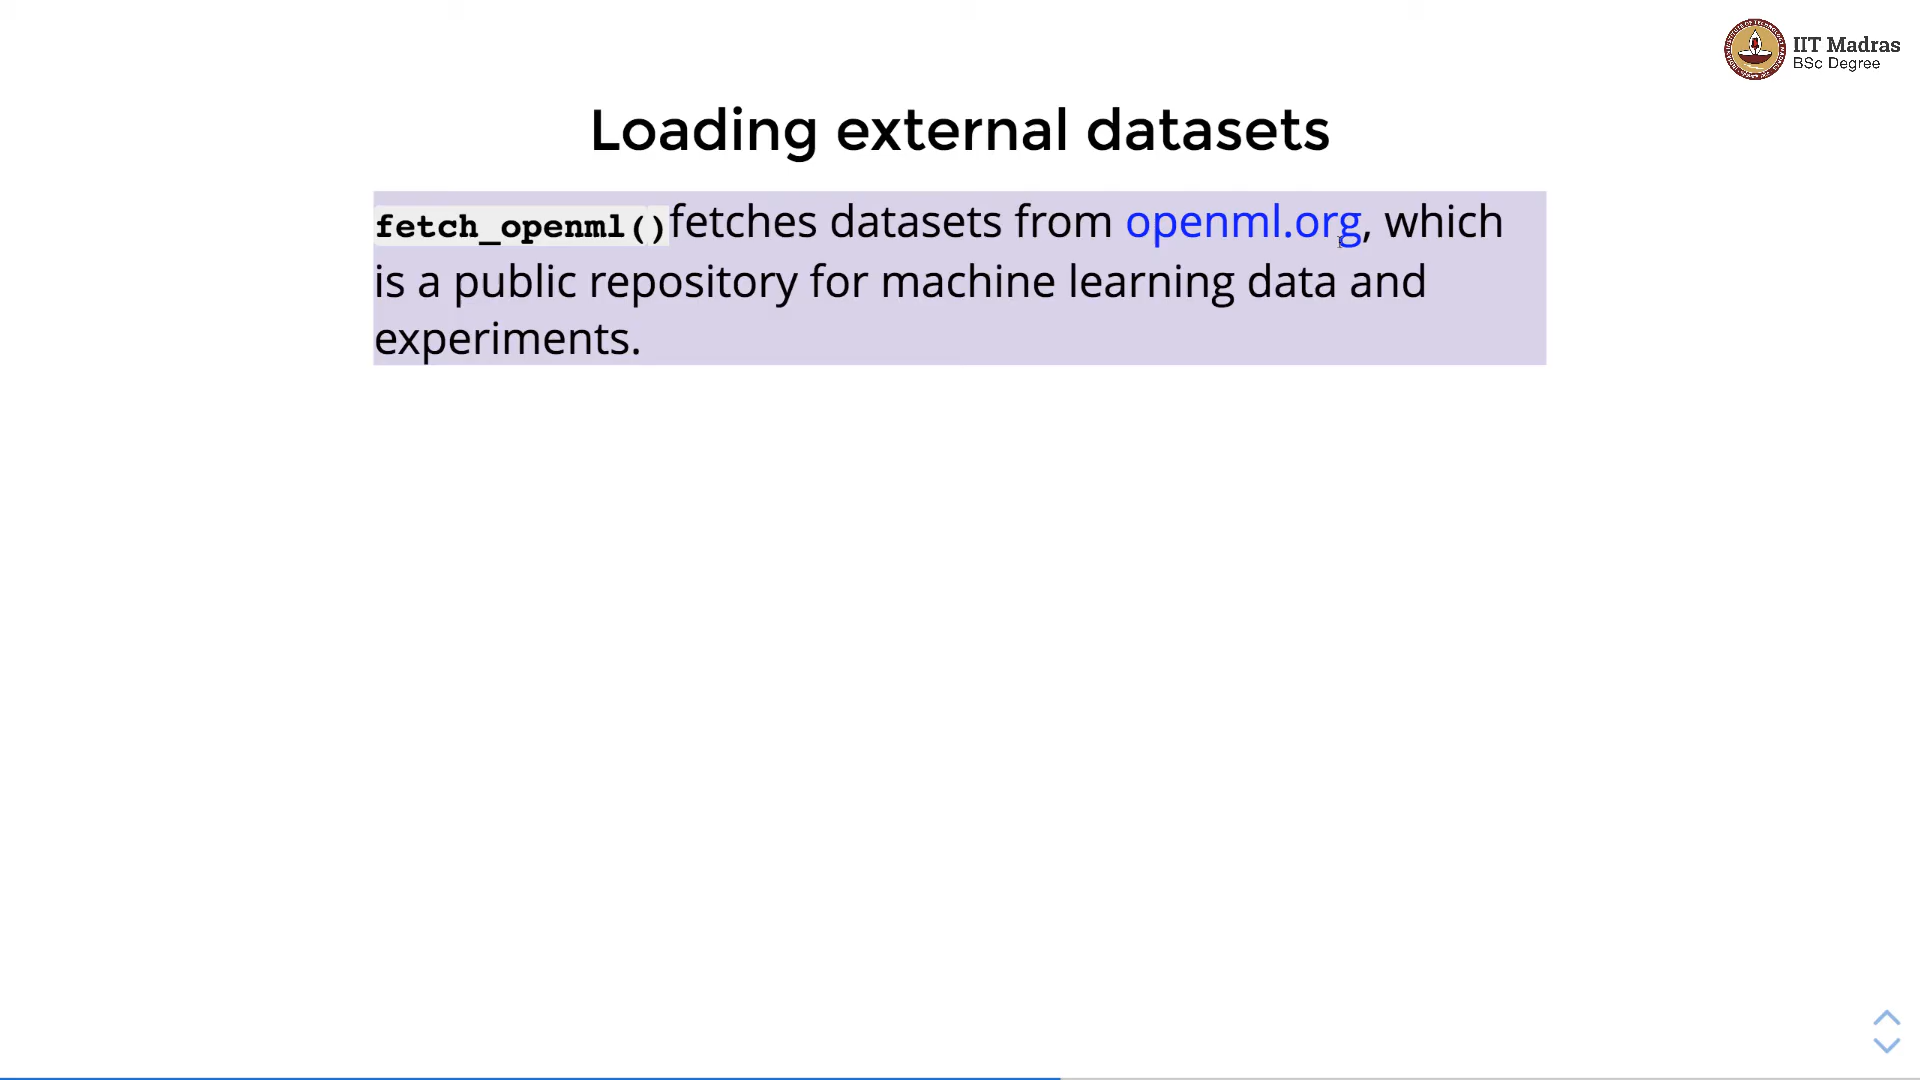 IIT Madras
BSc Degree
Loading external datasets
fetch_openml()fetches datasets from openml.org, which
is a public repository for machine learning data and
experiments.